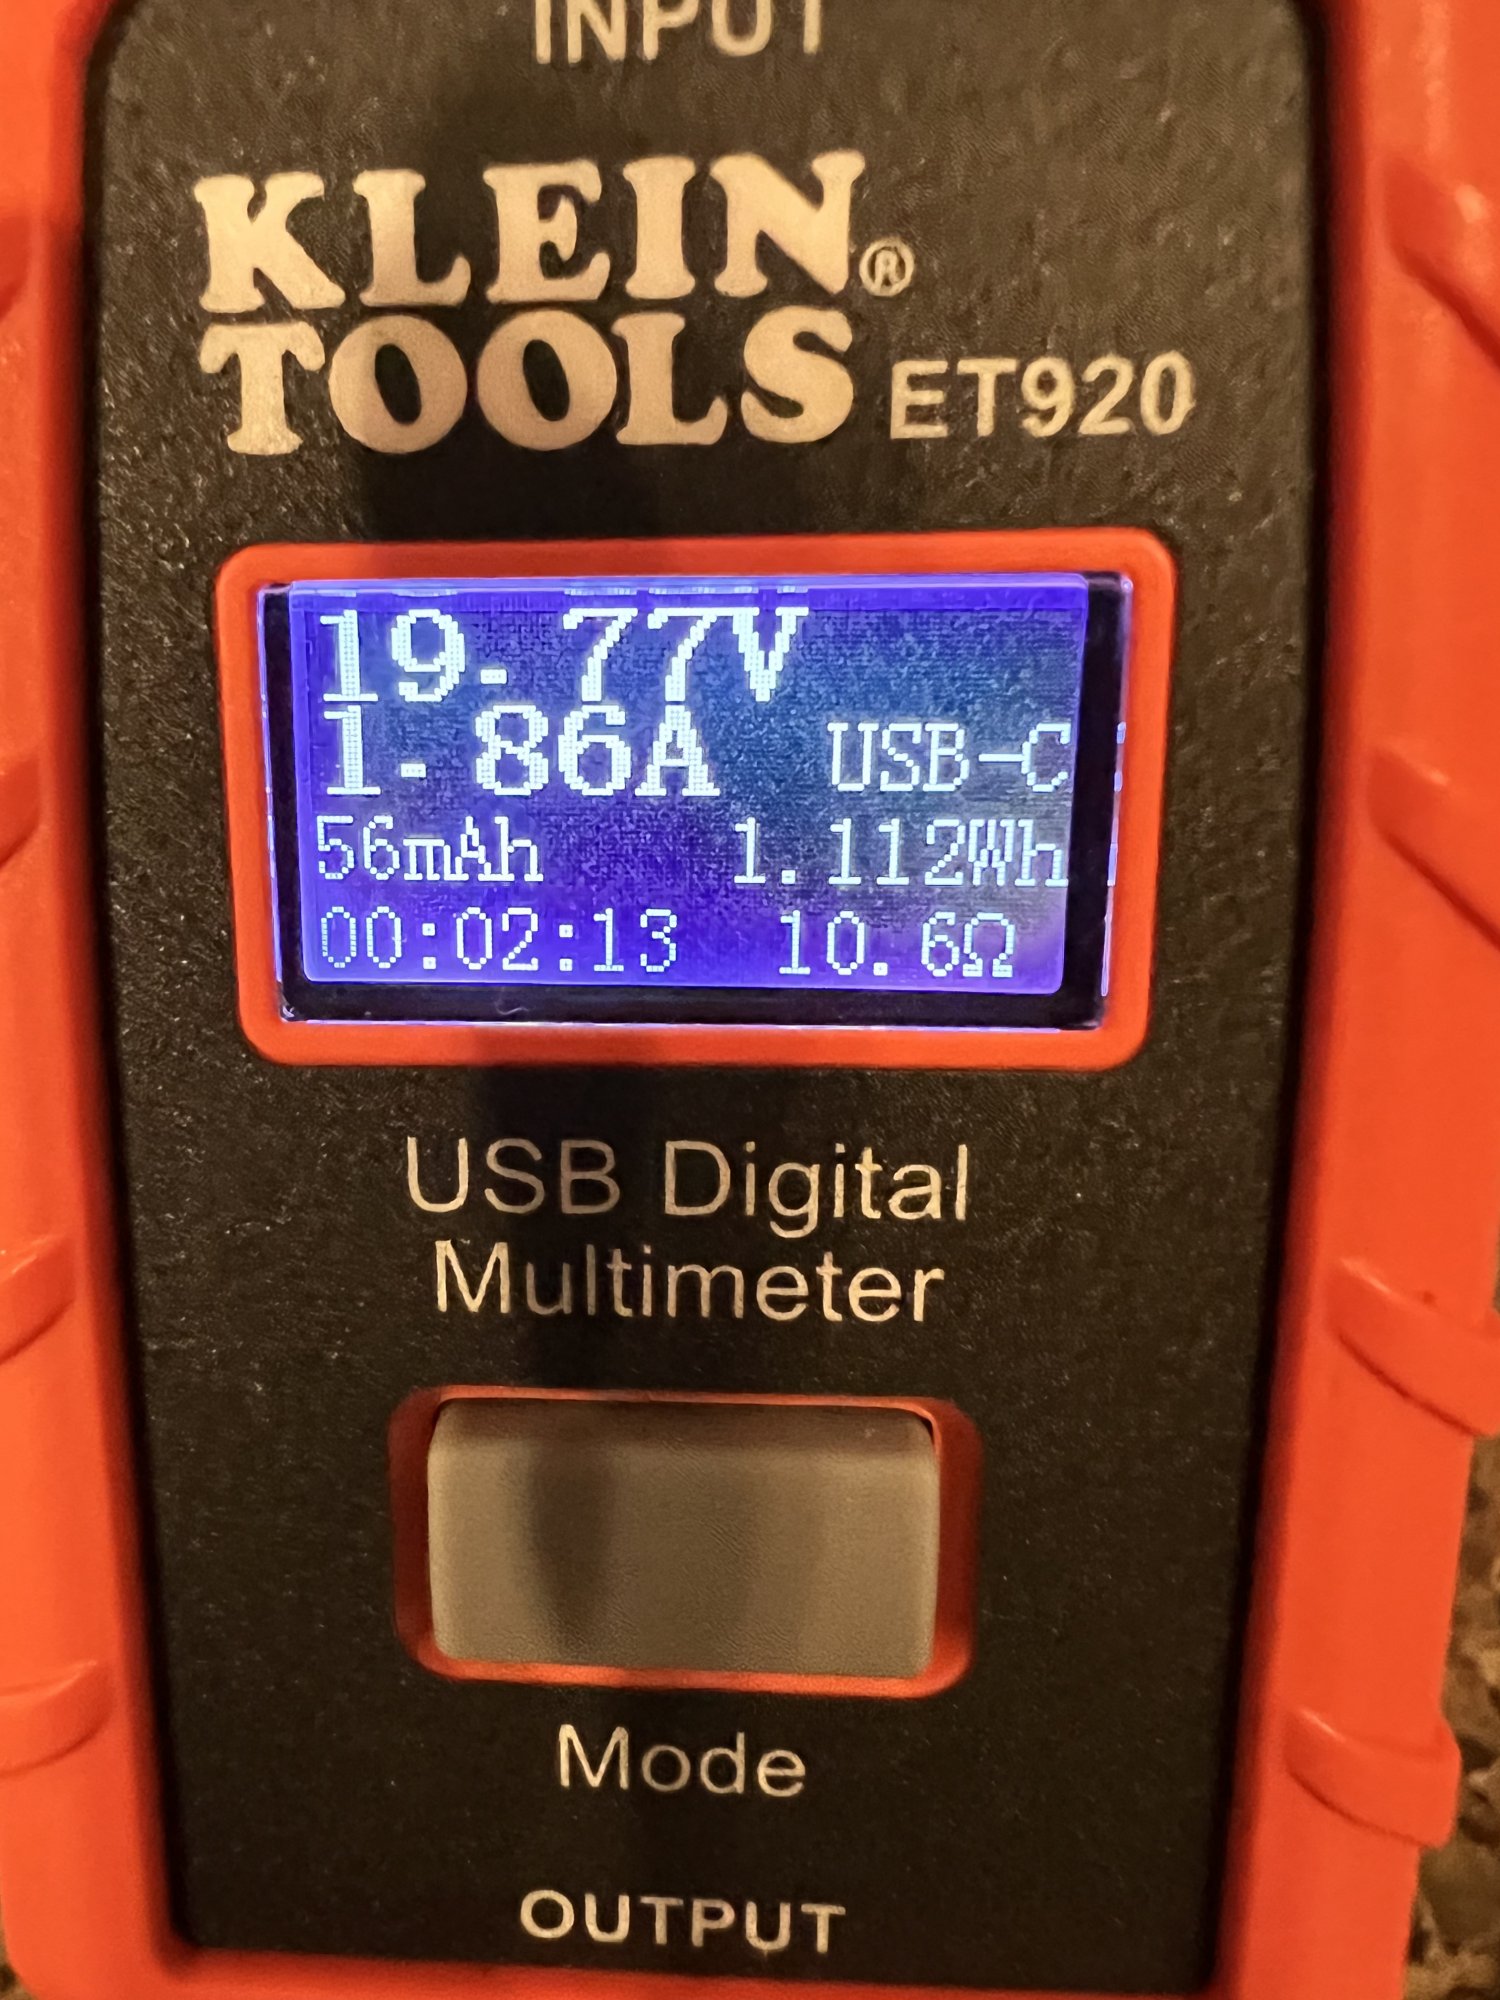 INPUT
KLEIN
TOOLS® ET920
19.77V
1.86A USB-C
56mAh 1.112Wh
00:02:13 10.6Ω
USB Digital
Multimeter
Mode
OUTPUT